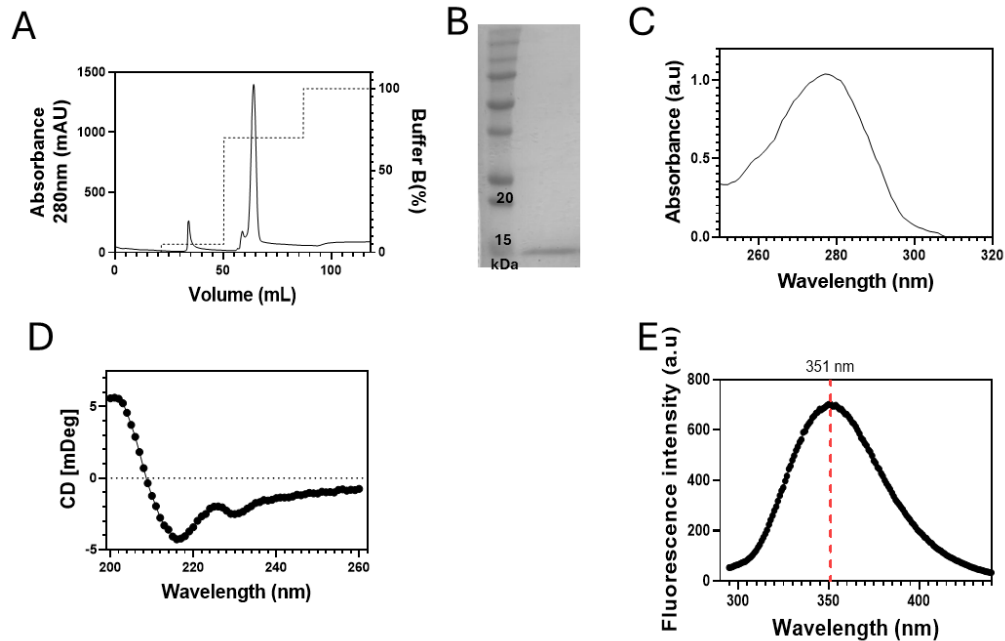 A
Absorbance
280nm (mAU)
1500
1000
500
0
100
50
0
Buffer B(%)
0
50
100
Volume (mL)
B
20
15
kDa
C
Absorbance (a.u)
1.0
0.5
0.0
260
280
300
320
Wavelength (nm)
D
CD [mDeg]
5
0
-5
200
220
240
260
Wavelength (nm)
E
Fluorescence intensity (a.u)
351 nm
800
600
400
200
0
300
350
400
Wavelength (nm)